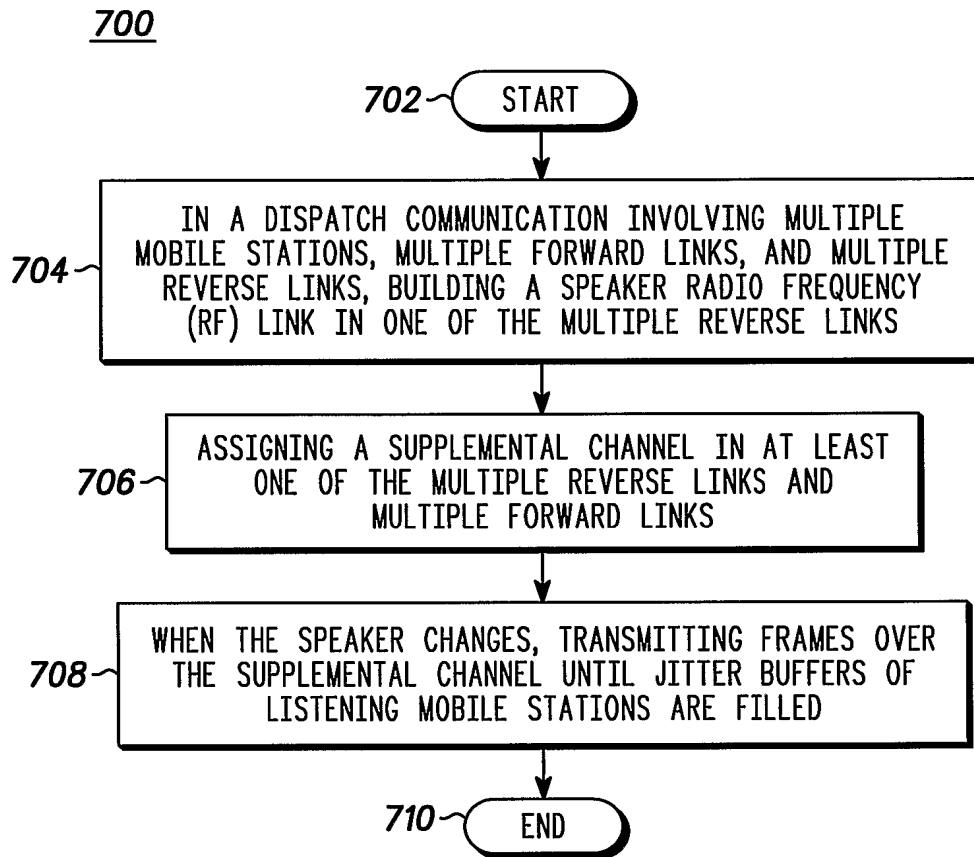 700
702 START
IN A DISPATCH COMMUNICATION INVOLVING MULTIPLE
MOBILE STATIONS, MULTIPLE FORWARD LINKS, AND MULTIPLE
704 REVERSE LINKS, BUILDING A SPEAKER RADIO FREQUENCY
(RF) LINK IN ONE OF THE MULTIPLE REVERSE LINKS
ASSIGNING A SUPPLEMENTAL CHANNEL IN AT LEAST
706 ONE OF THE MULTIPLE REVERSE LINKS AND
MULTIPLE FORWARD LINKS
WHEN THE SPEAKER CHANGES, TRANSMITTING FRAMES OVER
708 THE SUPPLEMENTAL CHANNEL UNTIL JITTER BUFFERS OF
LISTENING MOBILE STATIONS ARE FILLED
710 END